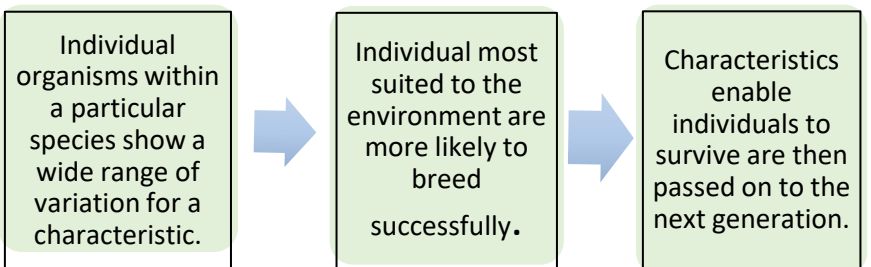 Individual
organisms within
a particular
species show a
wide range of
variation for a
characteristic.
Individual most
suited to the
environment are
more likely to
breed
successfully.
Characteristics
enable
individuals to
survive are then
passed on to the
next generation.